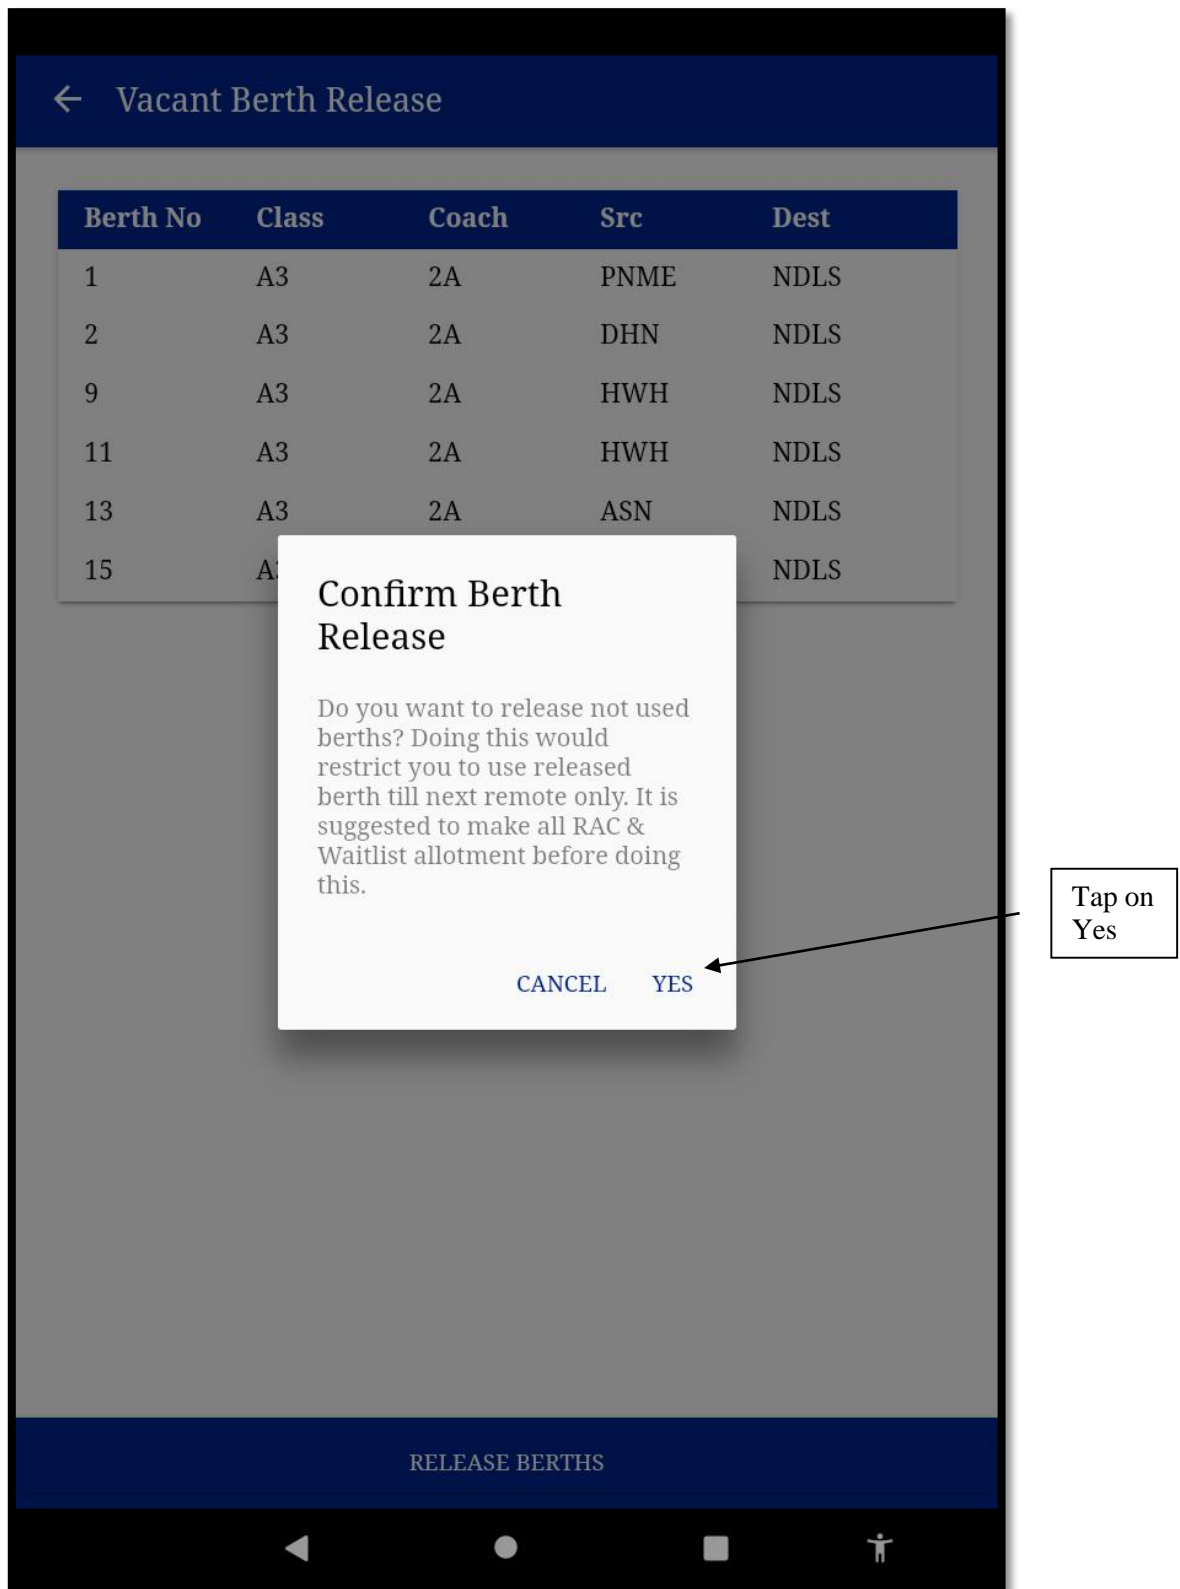 Vacant Berth Release
Berth No Class Coach Src Dest
1 A3 2A PNME NDLS
2 A3 2A DHN NDLS
9 A3 2A HWH NDLS
11 A3 2A HWH NDLS
13 A3 2A ASN NDLS
15 NDLS
Confirm Berth
Release
Do you want to release not used
berths? Doing this would
restrict you to use released
berth till next remote only. It is
suggested to make all RAC &
Waitlist allotment before doing
this.
CANCEL YES
Tap on
Yes
RELEASE BERTHS